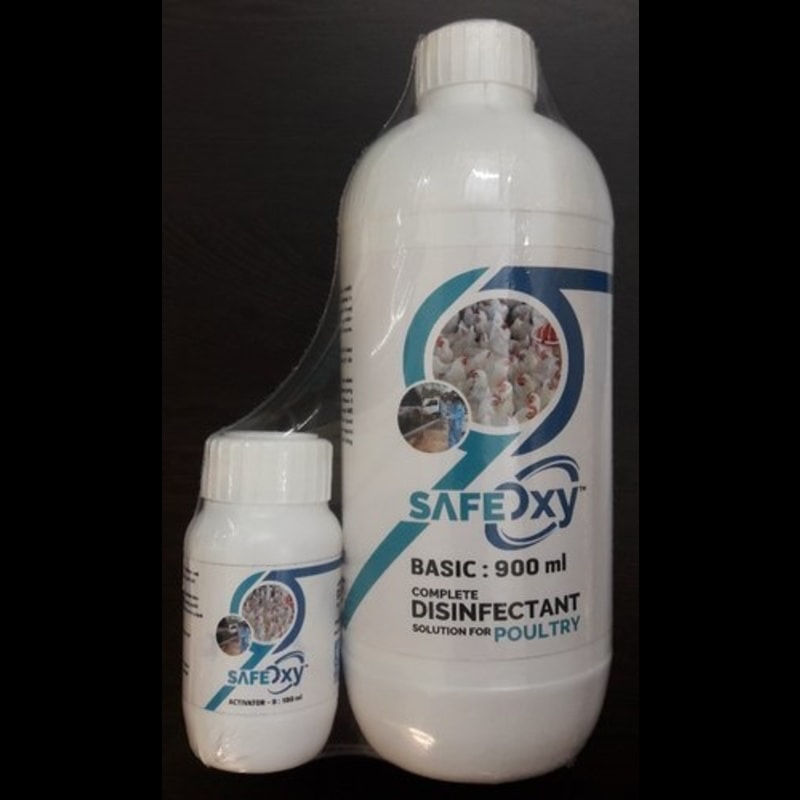 SAFEOxy™
BASIC : 900 ml
COMPLETE
DISINFECTANT
SOLUTION FOR POULTRY
SAFEOxy™
ACTIVATOR - B : 100 ml